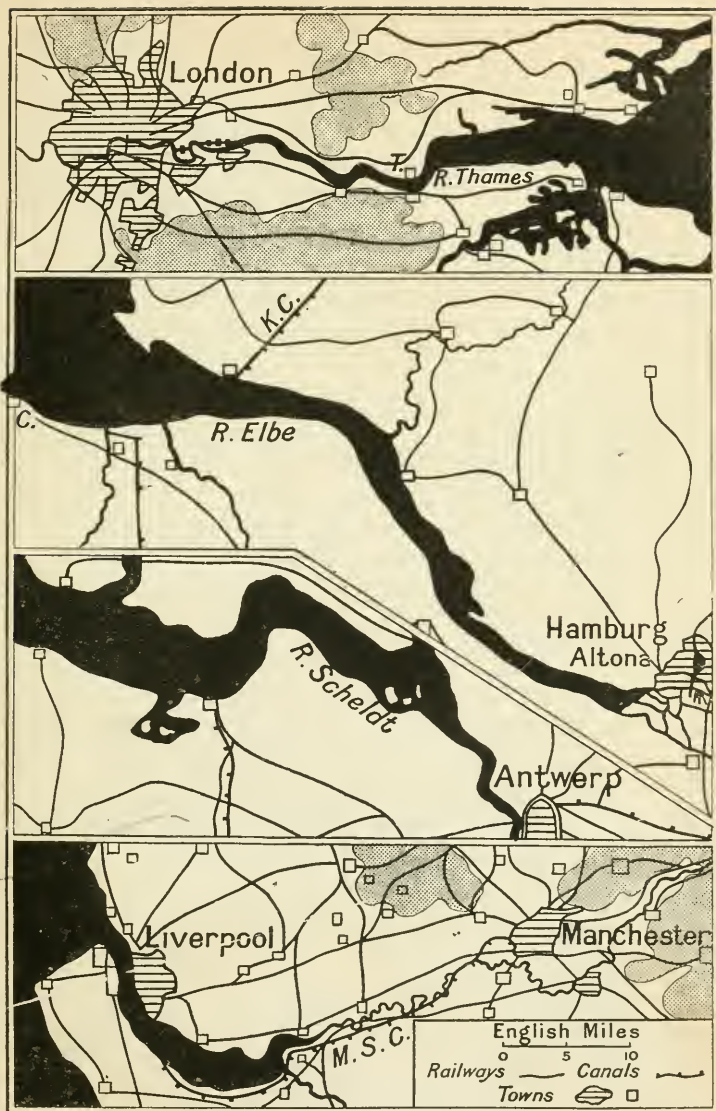 London
T.
R. Thames
K.C.
C.
R. Elbe
Hamburg
Altona
R. Scheldt
Antwerp
Liverpool
Manchester
M.S.C.
English Miles
0 5 10
Railways Canals
Towns